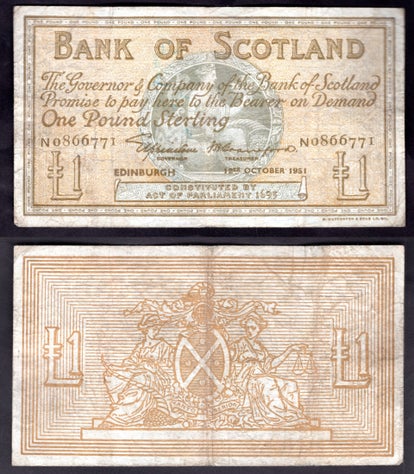 BANK OF SCOTLAND
The Governor & Company of the Bank of Scotland
Promise to pay here to the Bearer on Demand
One Pound Sterling
No866771 No866771
GOVERNOR TREASURER
EDINBURGH OCTOBER 1951
£1 £1
CONSTITUTED BY
ACT OF PARLIAMENT 1695
£1 £1